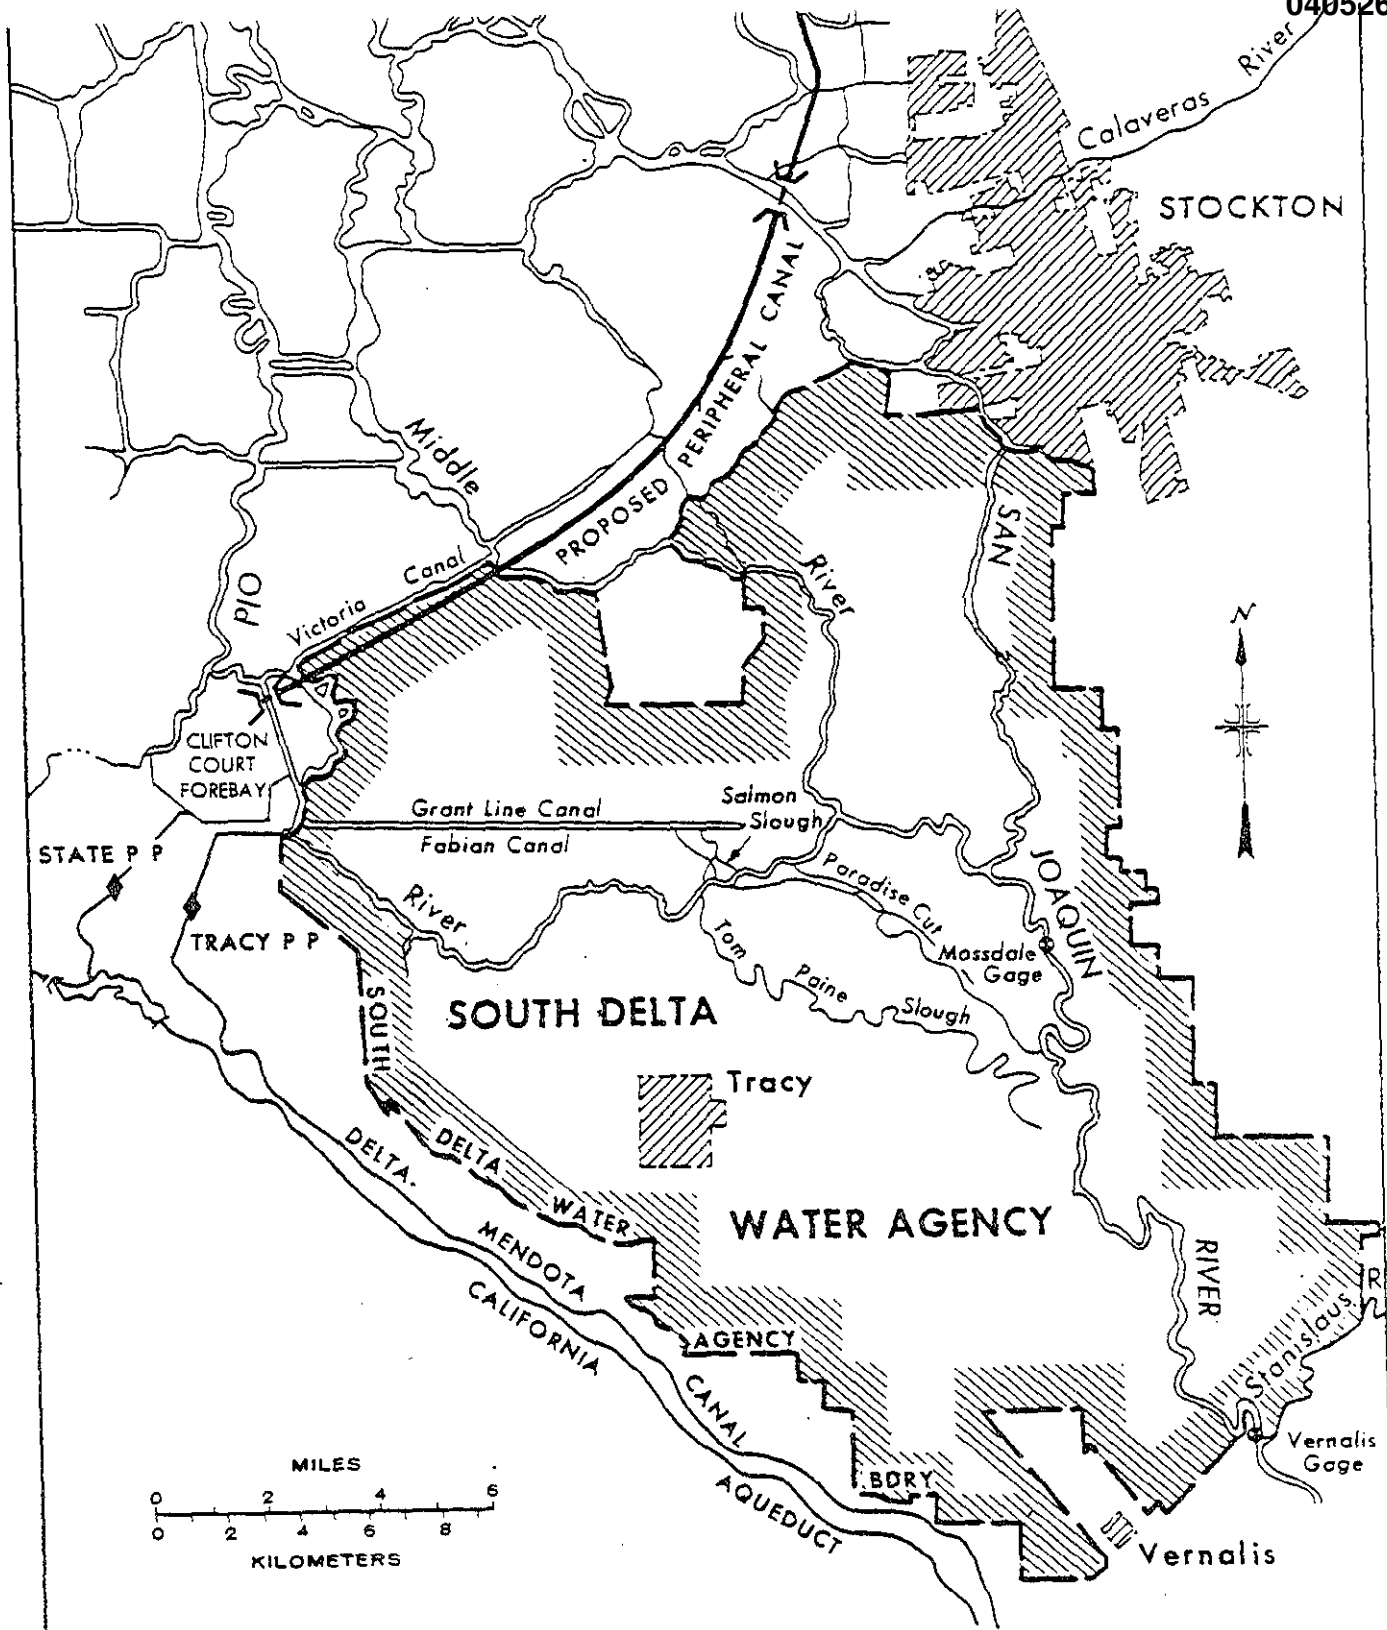 040526
River
Calaveras
STOCKTON
PROPOSED PERIPHERAL CANAL
Middle
River
SAN
JOAQUIN
RIVER
OLD
Victoria Canal
N
CLIFTON
COURT
FOREBAY
Grant Line Canal
Fabian Canal
Salmon
Slough
STATE P P
TRACY P P
River
Paradise Cut
Mossdale
Gage
Tom Paine Slough
SOUTH DELTA
WATER AGENCY
Tracy
SOUTH
DELTA
WATER
AGENCY
BDRY
DELTA
MENDOTA
CANAL
CALIFORNIA
AQUEDUCT
Stanislaus
R
Vernalis
Gage
Vernalis
MILES
0 2 4 6
0 2 4 6 8
KILOMETERS